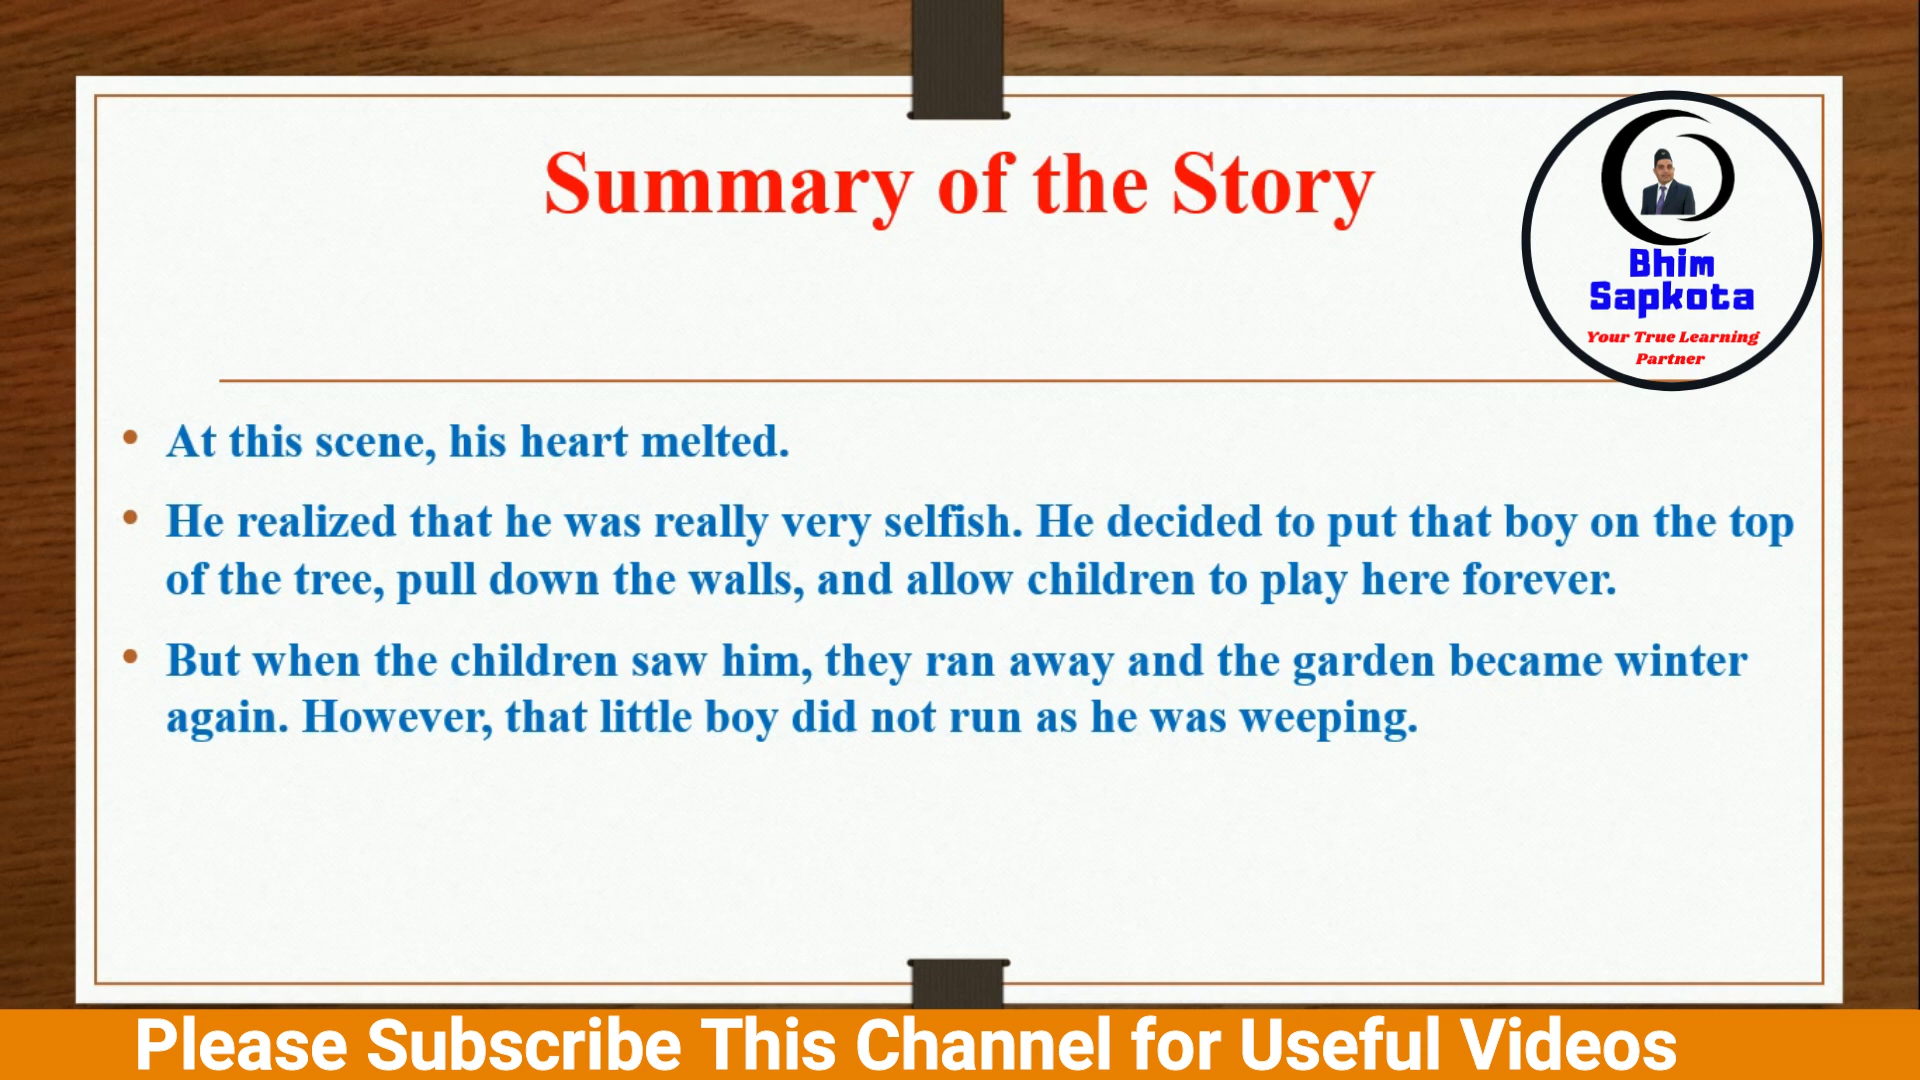 Summary of the Story
Bhim
Sapkota
Your True Learning
Partner
• At this scene, his heart melted.
• He realized that he was really very selfish. He decided to put that boy on the top
of the tree, pull down the walls, and allow children to play here forever.
• But when the children saw him, they ran away and the garden became winter
again. However, that little boy did not run as he was weeping.
Please Subscribe This Channel for Useful Videos